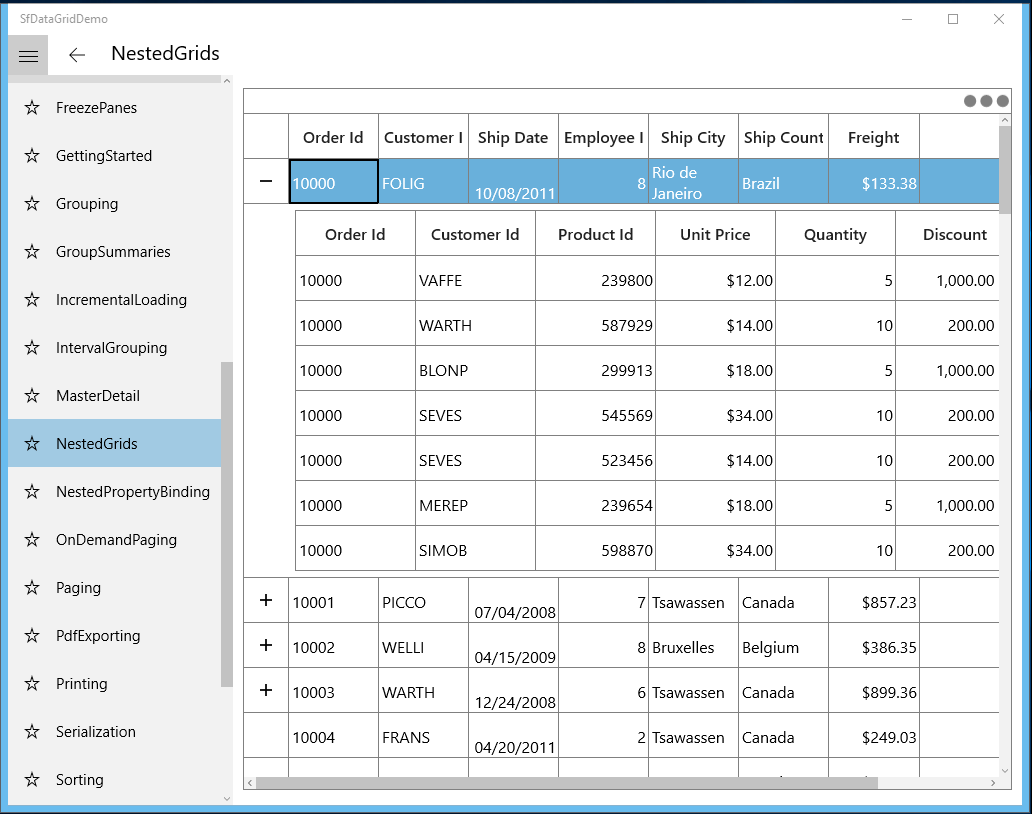 SfDataGridDemo
NestedGrids
FreezePanes
GettingStarted
Grouping
GroupSummaries
IncrementalLoading
IntervalGrouping
MasterDetail
NestedGrids
NestedPropertyBinding
OnDemandPaging
Paging
PdfExporting
Printing
Serialization
Sorting
Order Id Customer I Ship Date Employee I Ship City Ship Count Freight
10000 FOLIG 10/08/2011 8 Rio de Janeiro Brazil $133.38
Order Id Customer Id Product Id Unit Price Quantity Discount
10000 VAFFE 239800 $12.00 5 1,000.00
10000 WARTH 587929 $14.00 10 200.00
10000 BLONP 299913 $18.00 5 1,000.00
10000 SEVES 545569 $34.00 10 200.00
10000 SEVES 523456 $14.00 10 200.00
10000 MEREP 239654 $18.00 5 1,000.00
10000 SIMOB 598870 $34.00 10 200.00
10001 PICCO 07/04/2008 7 Tsawassen Canada $857.23
10002 WELLI 04/15/2009 8 Bruxelles Belgium $386.35
10003 WARTH 12/24/2008 6 Tsawassen Canada $899.36
10004 FRANS 04/20/2011 2 Tsawassen Canada $249.03